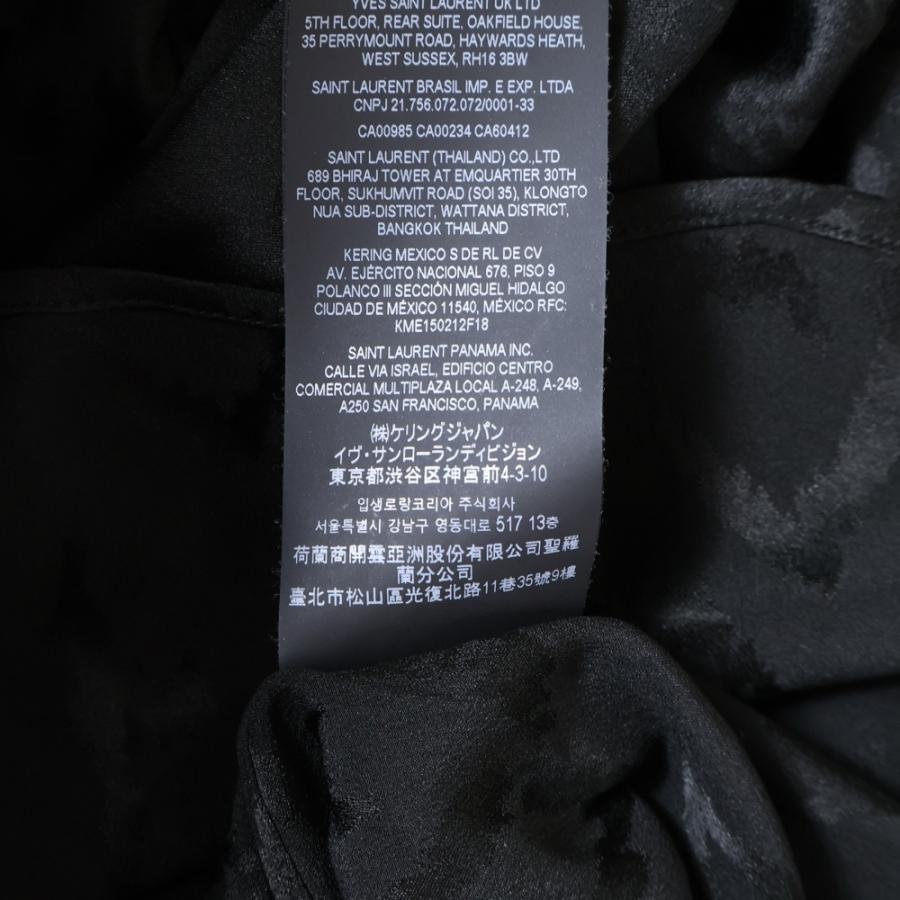 YVES SAINT LAURENT UK LTD
5TH FLOOR, REAR SUITE, OAKFIELD HOUSE,
35 PERRYMOUNT ROAD, HAYWARDS HEATH,
WEST SUSSEX, RH16 3BW
SAINT LAURENT BRASIL IMP. E EXP. LTDA
CNPJ 21.756.072.072/0001-33
CA00985 CA00234 CA60412
SAINT LAURENT (THAILAND) CO.,LTD
689 BHIRAJ TOWER AT EMQUARTIER 30TH
FLOOR, SUKHUMVIT ROAD (SOI 35), KLONGTO
NUA SUB-DISTRICT, WATTANA DISTRICT,
BANGKOK THAILAND
KERING MEXICO S DE RL DE CV
AV. EJÉRCITO NACIONAL 676, PISO 9
POLANCO III SECCIÓN MIGUEL HIDALGO
CIUDAD DE MÉXICO 11540, MÉXICO RFC:
KME150212F18
SAINT LAURENT PANAMA INC.
CALLE VIA ISRAEL, EDIFICIO CENTRO
COMERCIAL MULTIPLAZA LOCAL A-248, A-249,
A250 SAN FRANCISCO, PANAMA
㈱ケリングジャパン
イヴ・サンローランディビジョン
東京都渋谷区神宮前4-3-10
입생로랑코리아 주식회사
서울특별시 강남구 영동대로 517 13층
荷蘭商開雲亞洲股份有限公司聖羅
蘭分公司
臺北市松山區光復北路11巷35號9樓